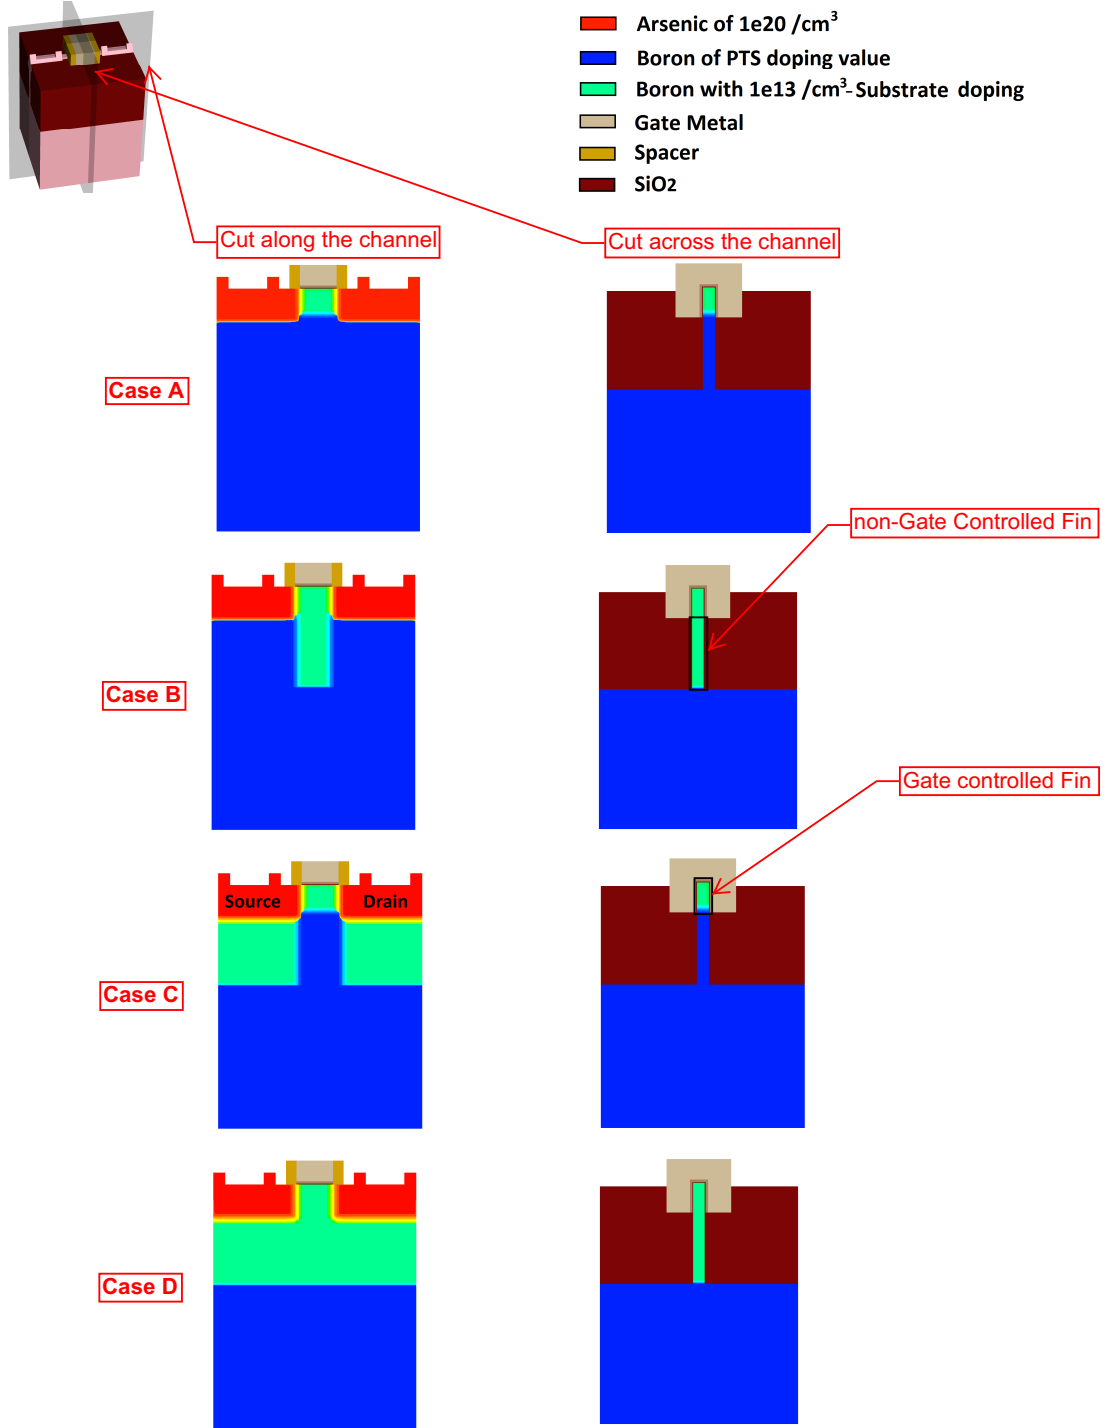 Arsenic of 1e20 /cm³
Boron of PTS doping value
Boron with 1e13 /cm³-Substrate doping
Gate Metal
Spacer
SiO2
Cut along the channel
Cut across the channel
Case A
non-Gate Controlled Fin
Case B
Gate controlled Fin
Source
Drain
Case C
Case D